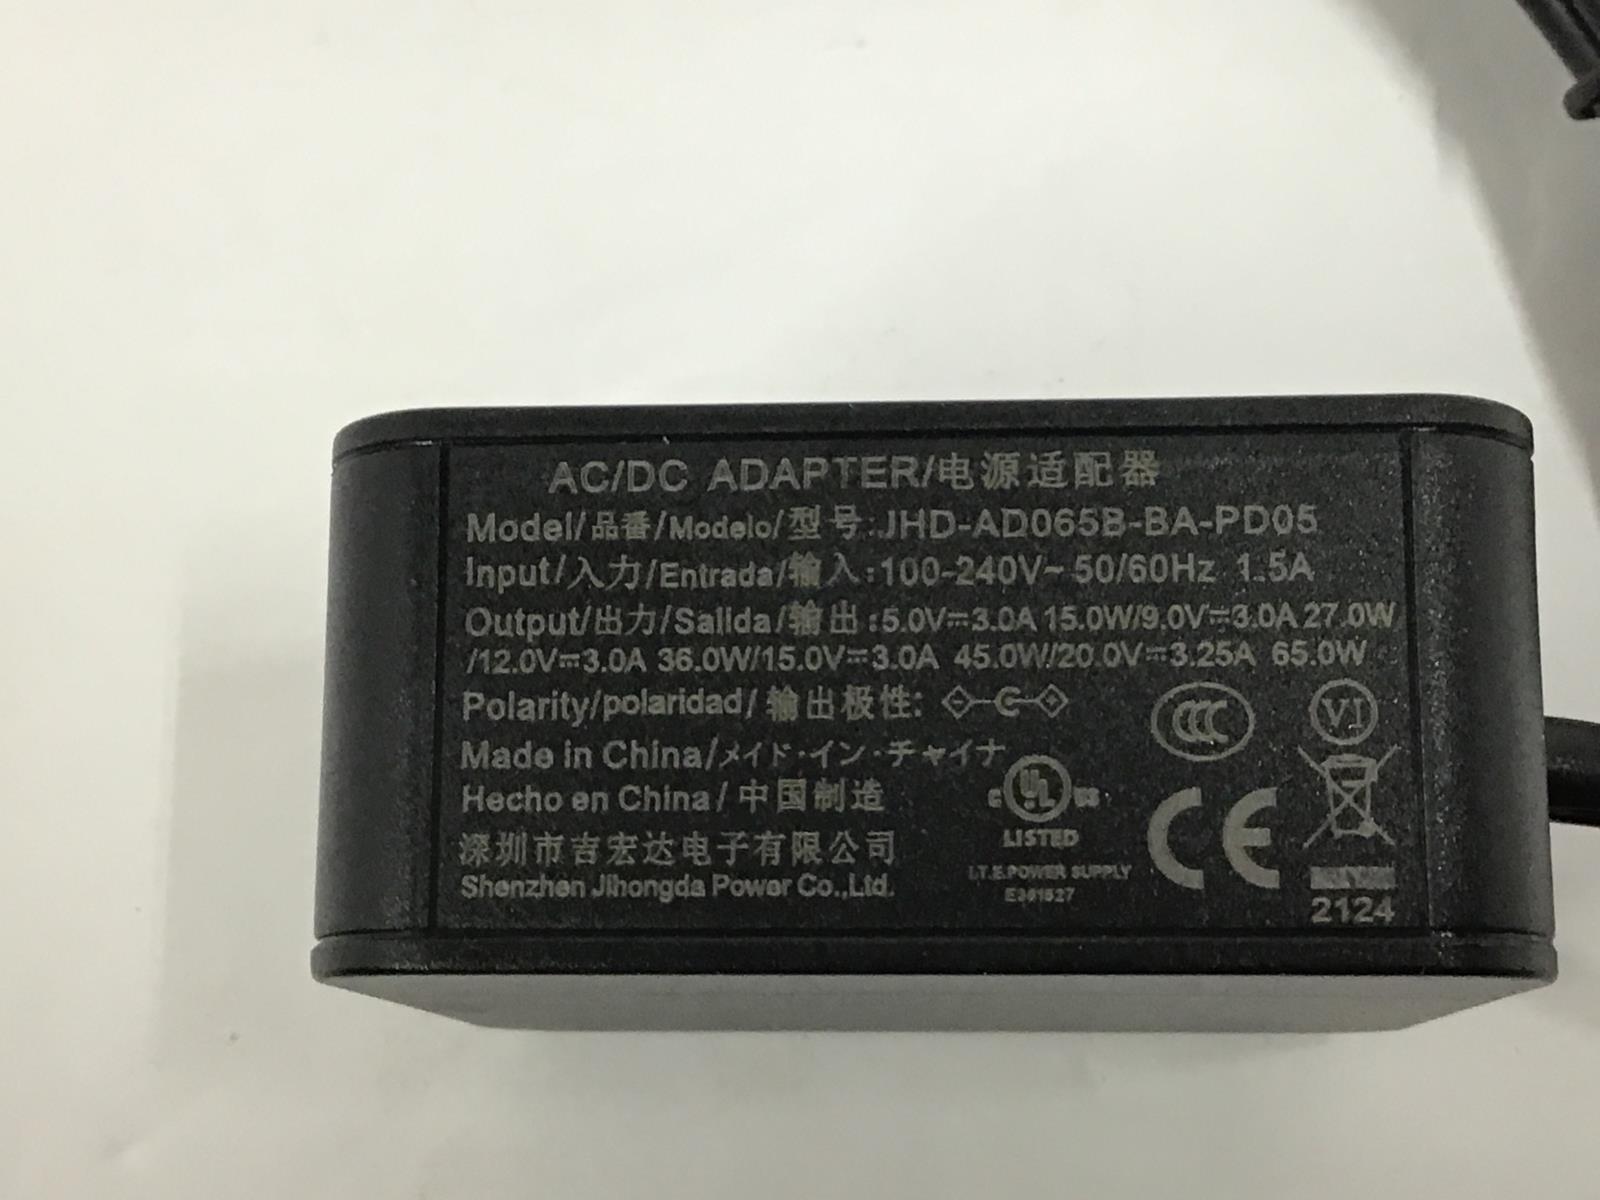 AC/DC ADAPTER/电源适配器
Model/品番/Modelo/型号:JHD-AD065B-BA-PD05
Input/入力/Entrada/输入:100-240V~ 50/60Hz 1.5A
Output/出力/Salida/输出:5.0V⎓3.0A 15.0W/9.0V⎓3.0A 27.0W
/12.0V⎓3.0A 36.0W/15.0V⎓3.0A 45.0W/20.0V⎓3.25A 65.0W
Polarity/polaridad/输出极性:
Made in China/メイド・イン・チャイナ
Hecho en China/中国制造
深圳市吉宏达电子有限公司
Shenzhen Jihongda Power Co.,Ltd.
CCC
VI
c UL us
LISTED
I.T.E.POWER SUPPLY
CE
2124